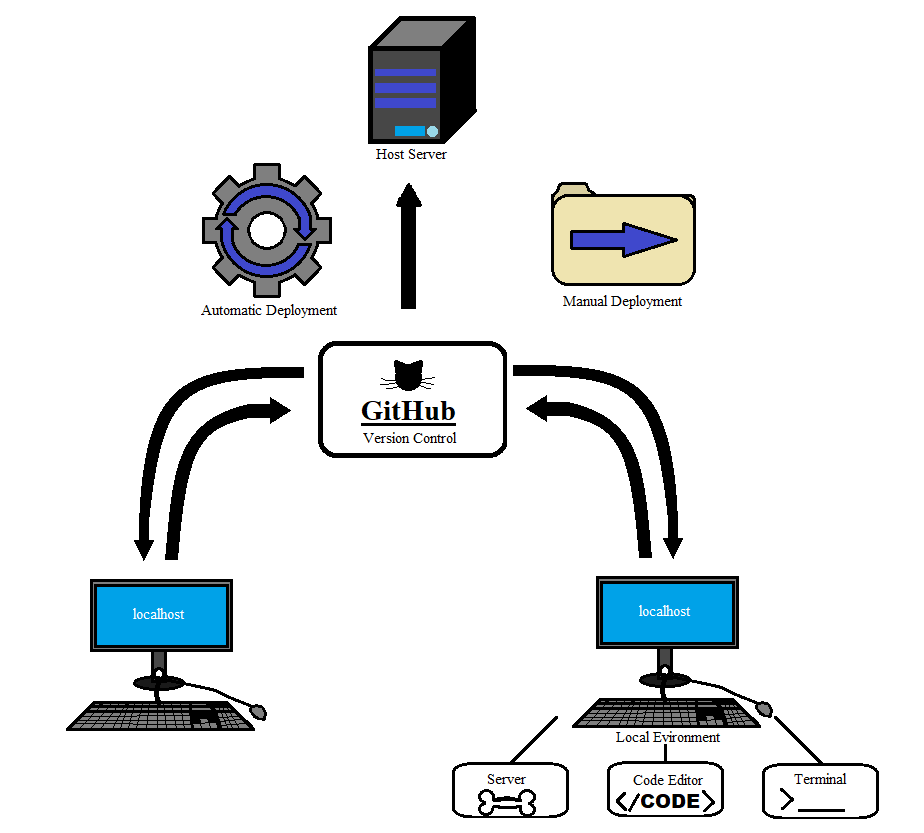 Host Server
Automatic Deployment
Manual Deployment
GitHub
Version Control
localhost
localhost
Local Evironment
Server
Code Editor
</CODE>
Terminal
>___